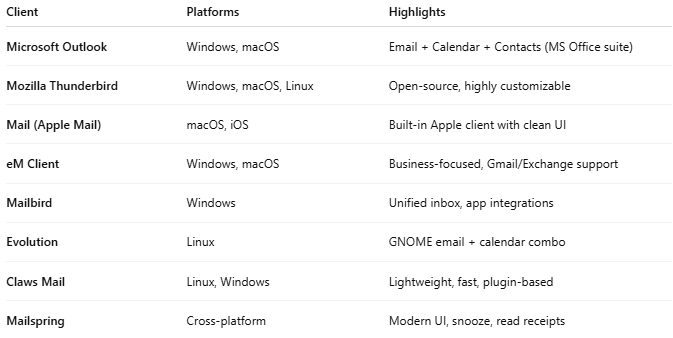 Client Platforms Highlights
Microsoft Outlook Windows, macOS Email + Calendar + Contacts (MS Office suite)
Mozilla Thunderbird Windows, macOS, Linux Open-source, highly customizable
Mail (Apple Mail) macOS, iOS Built-in Apple client with clean UI
eM Client Windows, macOS Business-focused, Gmail/Exchange support
Mailbird Windows Unified inbox, app integrations
Evolution Linux GNOME email + calendar combo
Claws Mail Linux, Windows Lightweight, fast, plugin-based
Mailspring Cross-platform Modern UI, snooze, read receipts